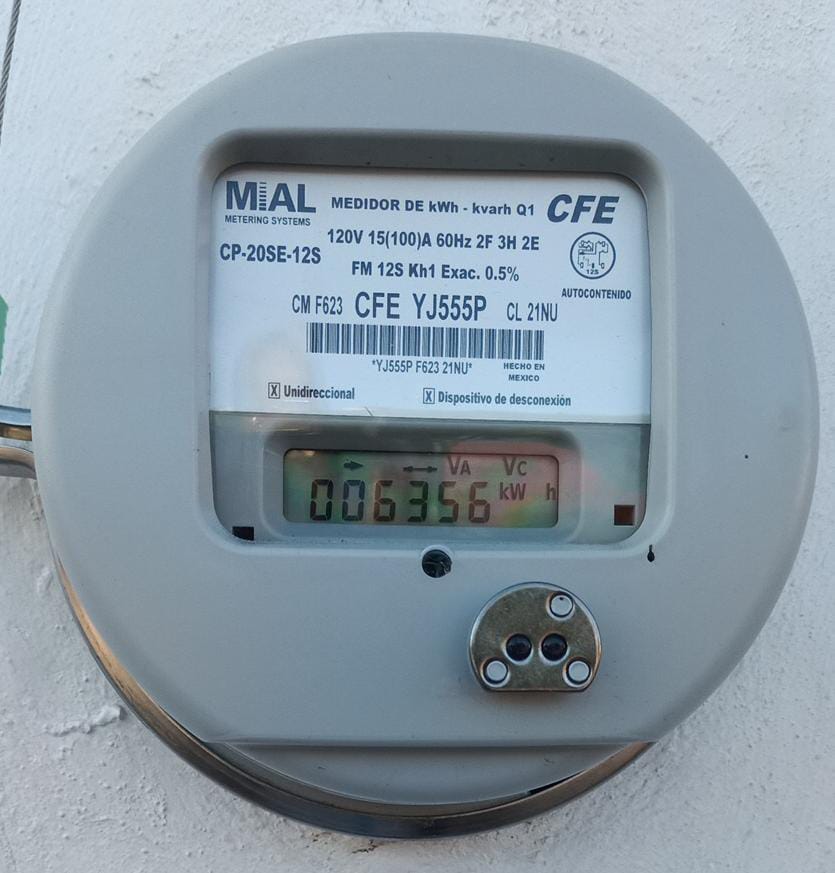 MIAL
METERING SYSTEMS
MEDIDOR DE kWh - kvarh Q1
CFE
CP-20SE-12S
120V 15(100)A 60Hz 2F 3H 2E
FM 12S Kh1 Exac. 0.5%
12S
AUTOCONTENIDO
CM F623 CFE YJ555P CL 21NU
*YJ555P F623 21NU*
HECHO EN
MEXICO
X Unidireccional
X Dispositivo de desconexión
VA VC
006356 kW h